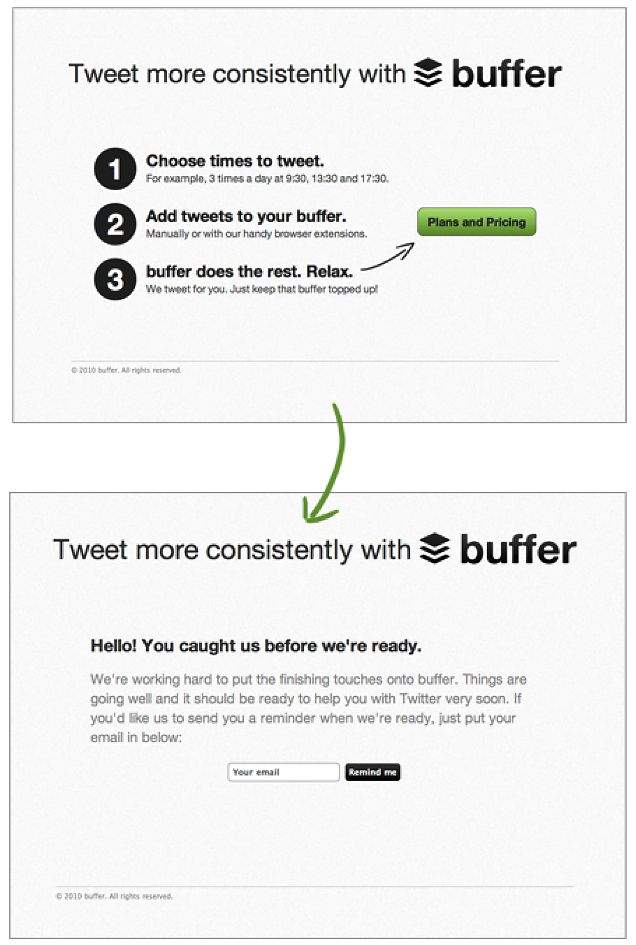 Tweet more consistently with buffer
1 Choose times to tweet.
For example, 3 times a day at 9:30, 13:30 and 17:30.
2 Add tweets to your buffer.
Manually or with our handy browser extensions.
Plans and Pricing
3 buffer does the rest. Relax.
We tweet for you. Just keep that buffer topped up!
© 2010 buffer. All rights reserved.
Tweet more consistently with buffer
Hello! You caught us before we're ready.
We're working hard to put the finishing touches onto buffer. Things are
going well and it should be ready to help you with Twitter very soon. If
you'd like us to send you a reminder when we're ready, just put your
email in below:
Your email Remind me
© 2010 buffer. All rights reserved.